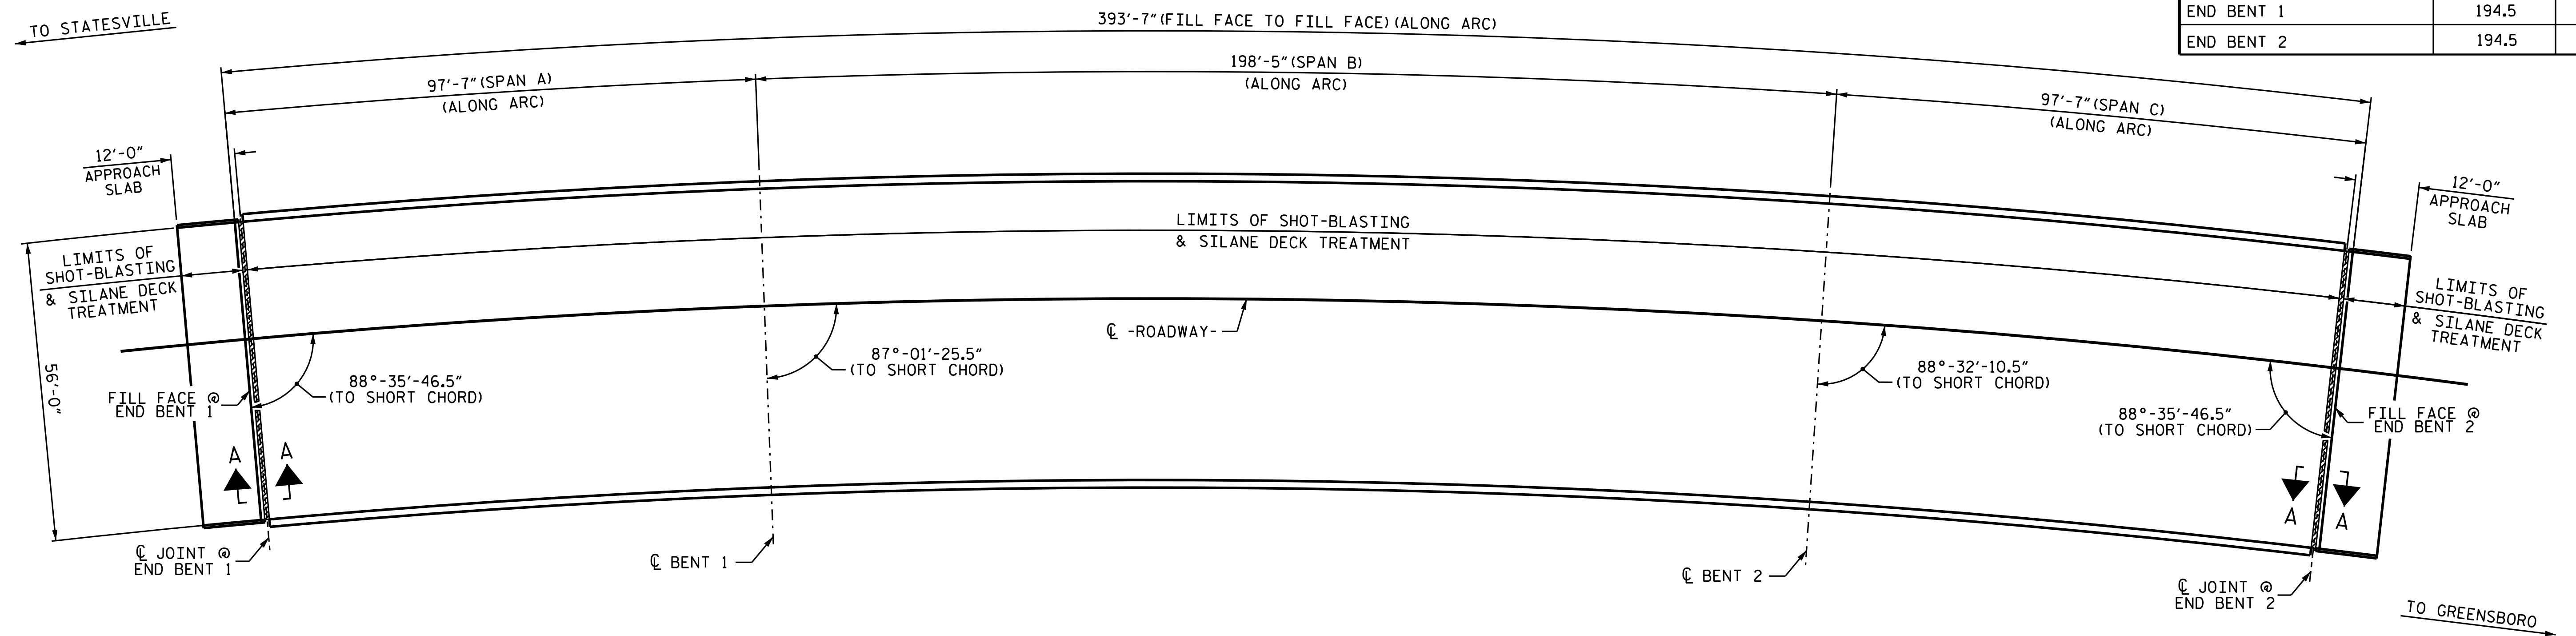 TO STATESVILLE
393'-7" (FILL FACE TO FILL FACE) (ALONG ARC)
END BENT 1 194.5
END BENT 2 194.5
97'-7" (SPAN A)
(ALONG ARC)
198'-5" (SPAN B)
(ALONG ARC)
97'-7" (SPAN C)
(ALONG ARC)
12'-0"
APPROACH
SLAB
12'-0"
APPROACH
SLAB
LIMITS OF
SHOT-BLASTING
& SILANE DECK
TREATMENT
LIMITS OF SHOT-BLASTING
& SILANE DECK TREATMENT
LIMITS OF
SHOT-BLASTING
& SILANE DECK
TREATMENT
56'-0"
℄ -ROADWAY-
88°-35'-46.5"
(TO SHORT CHORD)
87°-01'-25.5"
(TO SHORT CHORD)
88°-32'-10.5"
(TO SHORT CHORD)
88°-35'-46.5"
(TO SHORT CHORD)
FILL FACE @
END BENT 1
FILL FACE @
END BENT 2
A A
A A
℄ JOINT @
END BENT 1
℄ BENT 1
℄ BENT 2
℄ JOINT @
END BENT 2
TO GREENSBORO